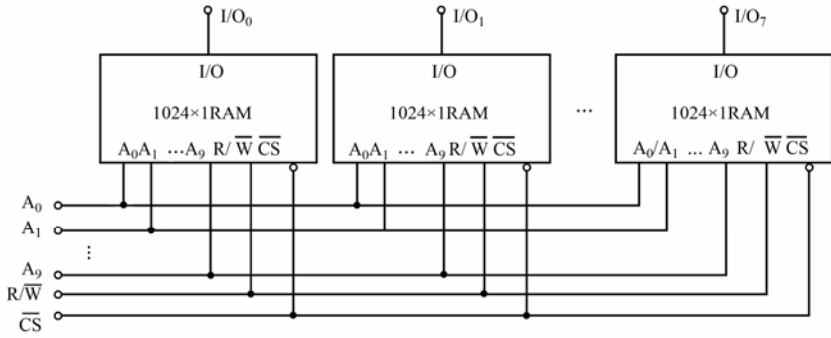 I/O₀ I/O₁ I/O₇
I/O I/O I/O
1024×1RAM 1024×1RAM ... 1024×1RAM
A₀A₁ ...A₉ R/ W̅ C̅S̅ A₀A₁ ... A₉ R/ W̅ C̅S̅ A₀/A₁ ... A₉ R/ W̅ C̅S̅
A₀
A₁
⋮
A₉
R/W̅
C̅S̅